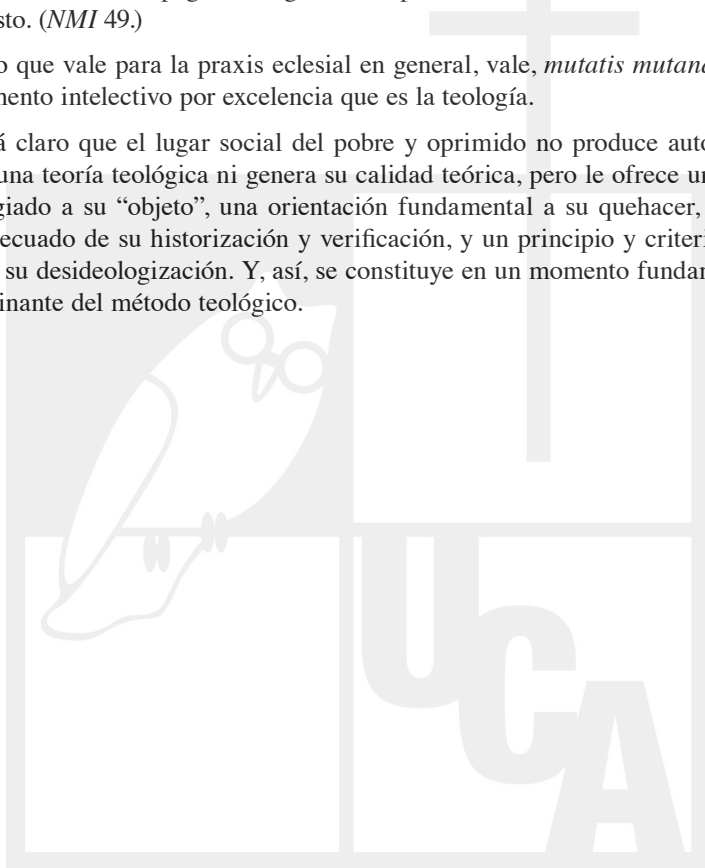 sto. (NMI 49.)
o que vale para la praxis eclesial en general, vale, mutatis mutand
mento intelectivo por excelencia que es la teología.
á claro que el lugar social del pobre y oprimido no produce auto
una teoría teológica ni genera su calidad teórica, pero le ofrece un
giado a su “objeto”, una orientación fundamental a su quehacer,
ecuado de su historización y verificación, y un principio y criteri
su desideologización. Y, así, se constituye en un momento funda
inante del método teológico.
UCA